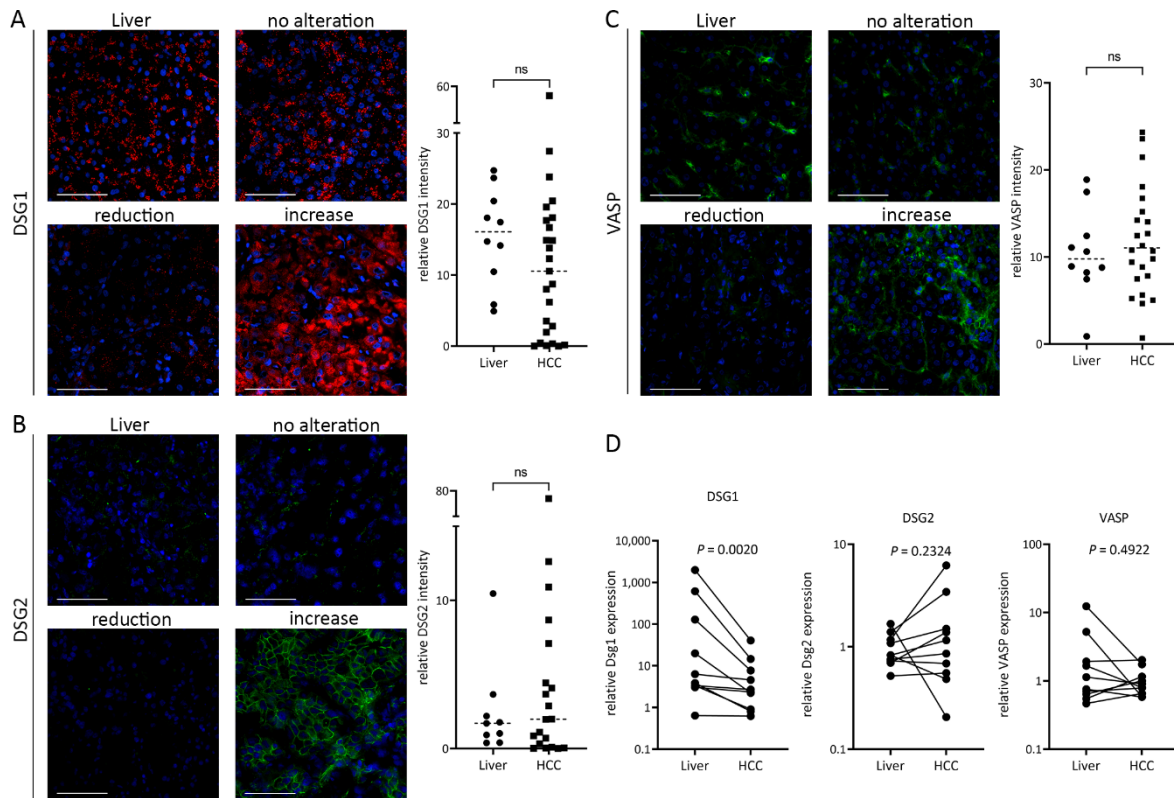 A
Liver
no alteration
DSG1
reduction
increase
relative DSG1 intensity
60
30
20
10
0
ns
Liver
HCC
B
Liver
no alteration
DSG2
reduction
increase
relative DSG2 intensity
80
10
0
ns
Liver
HCC
C
Liver
no alteration
VASP
reduction
increase
relative VASP intensity
30
20
10
0
ns
Liver
HCC
D
DSG1
P = 0.0020
relative Dsg1 expression
10,000
1,000
100
10
1
0.1
Liver
HCC
DSG2
P = 0.2324
relative Dsg2 expression
10
1
0.1
Liver
HCC
VASP
P = 0.4922
relative VASP expression
100
10
1
0.1
Liver
HCC